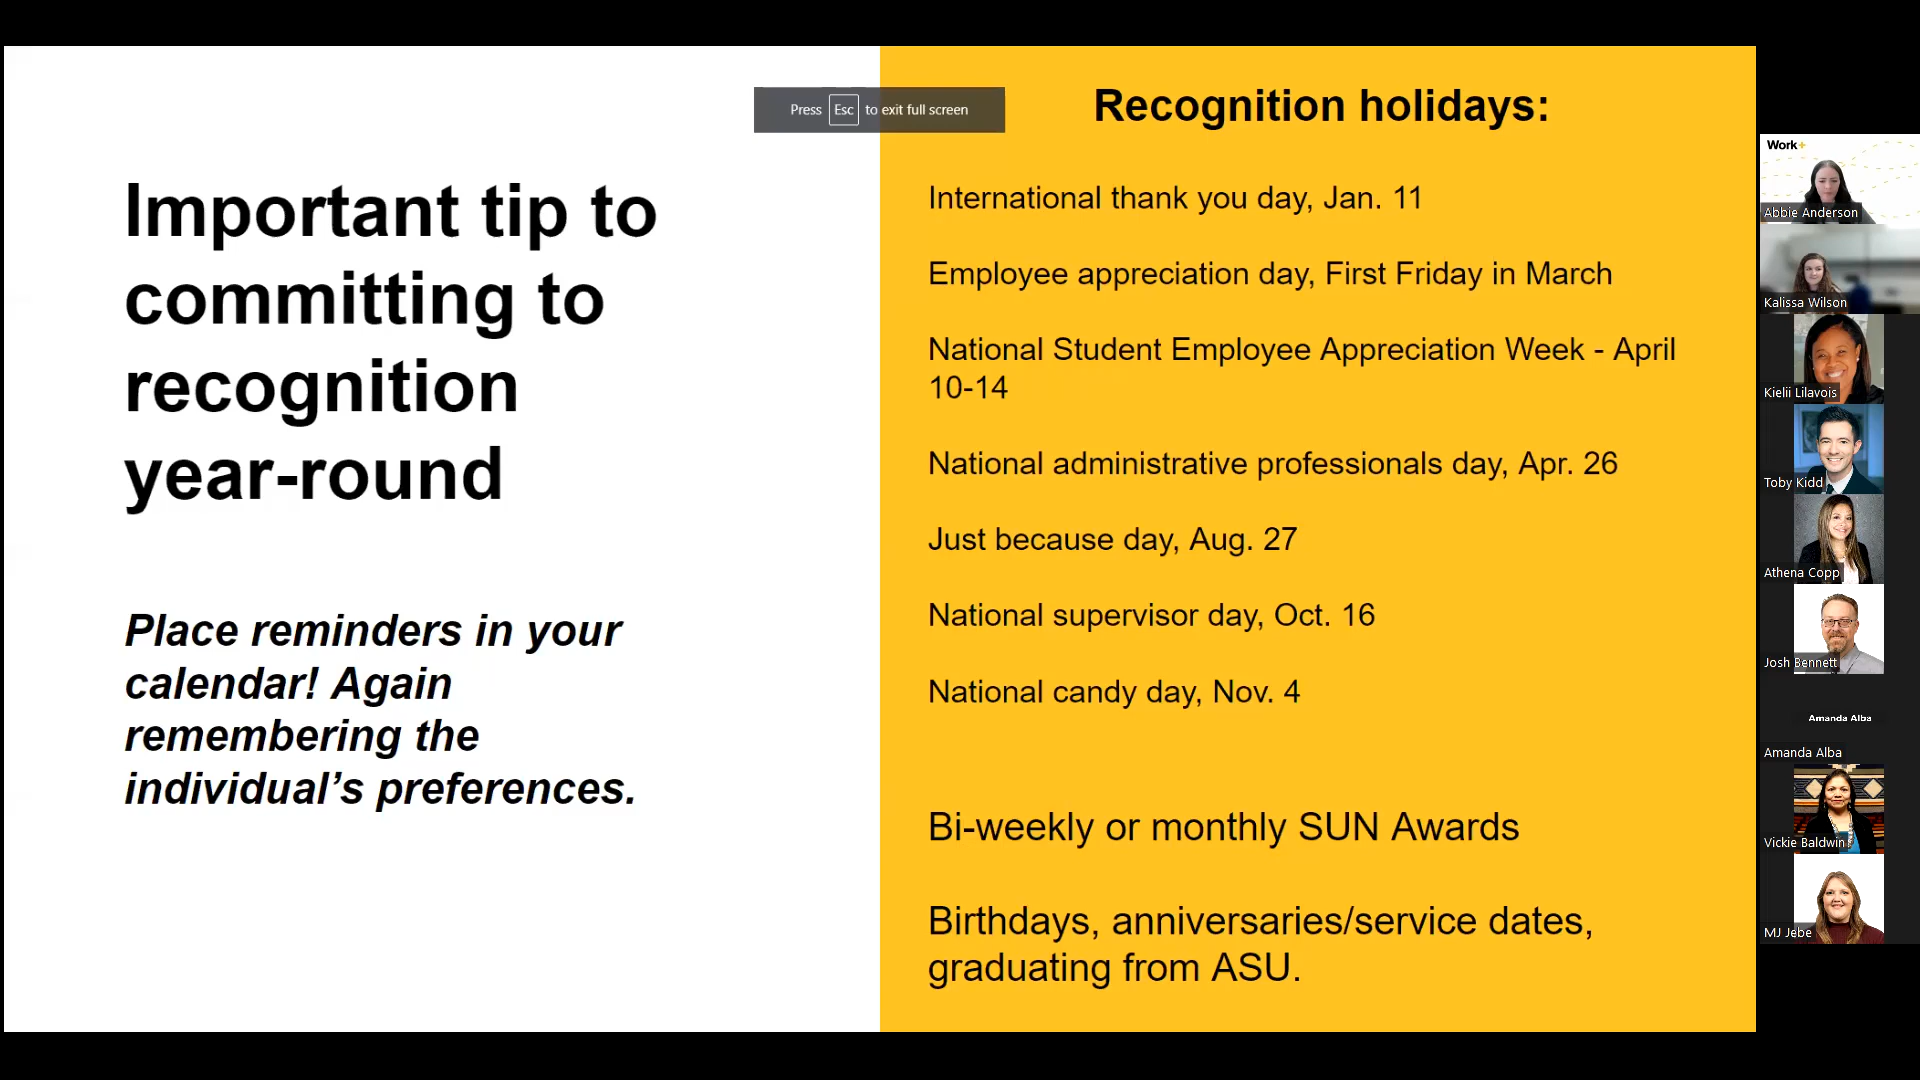 Press Esc to exit full screen
Important tip to
committing to
recognition
year-round
Place reminders in your
calendar! Again
remembering the
individual’s preferences.
Recognition holidays:
International thank you day, Jan. 11
Employee appreciation day, First Friday in March
National Student Employee Appreciation Week - April
10-14
National administrative professionals day, Apr. 26
Just because day, Aug. 27
National supervisor day, Oct. 16
National candy day, Nov. 4
Bi-weekly or monthly SUN Awards
Birthdays, anniversaries/service dates,
graduating from ASU.
Work+
Abbie Anderson
Kalissa Wilson
Kielii Lilavois
Toby Kidd
Athena Copp
Josh Bennett
Amanda Alba
Amanda Alba
Vickie Baldwin
MJ Jebe